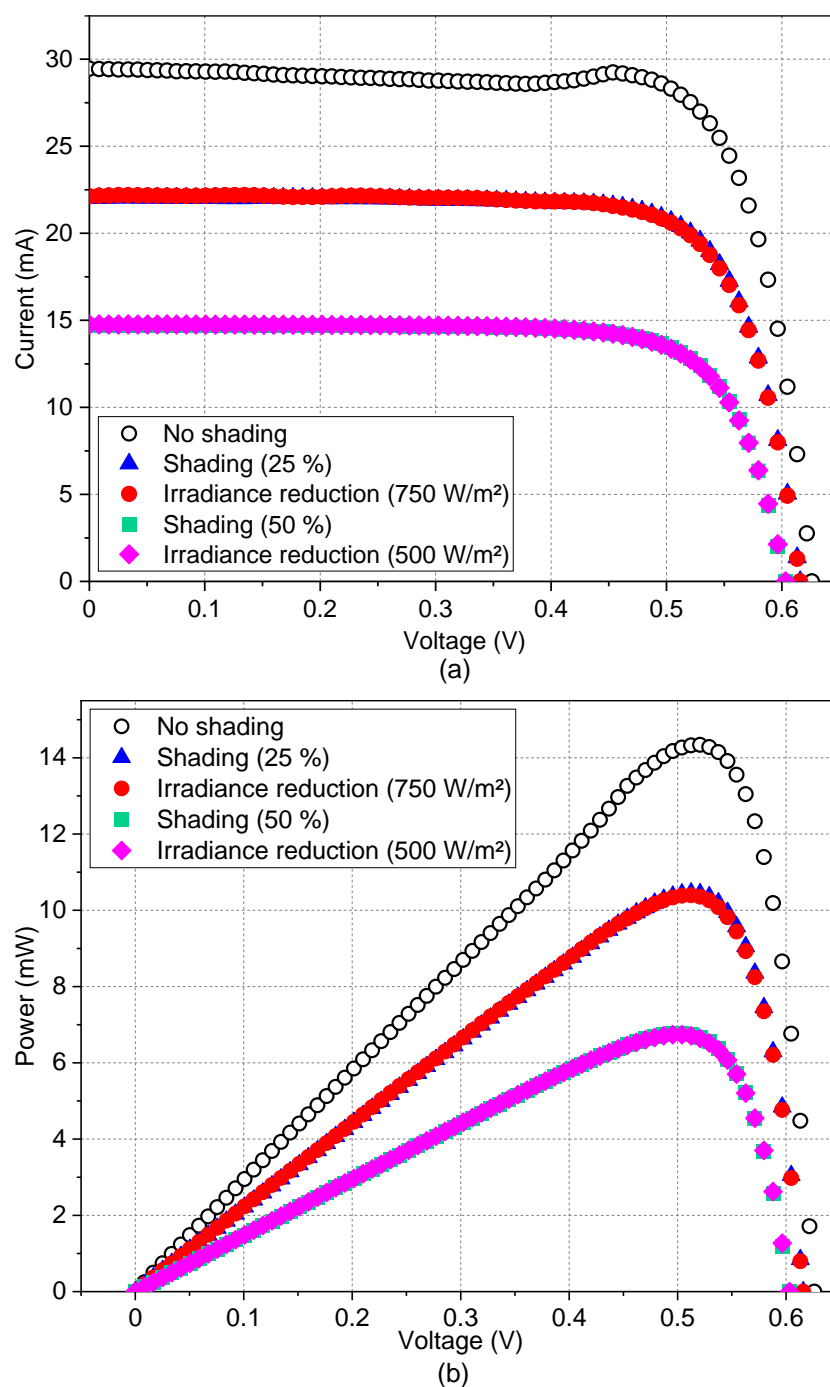 30
25
20
15
10
5
0
Current (mA)
No shading
Shading (25 %)
Irradiance reduction (750 W/m²)
Shading (50 %)
Irradiance reduction (500 W/m²)
0 0.1 0.2 0.3 0.4 0.5 0.6
Voltage (V)
(a)
14
12
10
8
6
4
2
0
Power (mW)
No shading
Shading (25 %)
Irradiance reduction (750 W/m²)
Shading (50 %)
Irradiance reduction (500 W/m²)
0 0.1 0.2 0.3 0.4 0.5 0.6
Voltage (V)
(b)